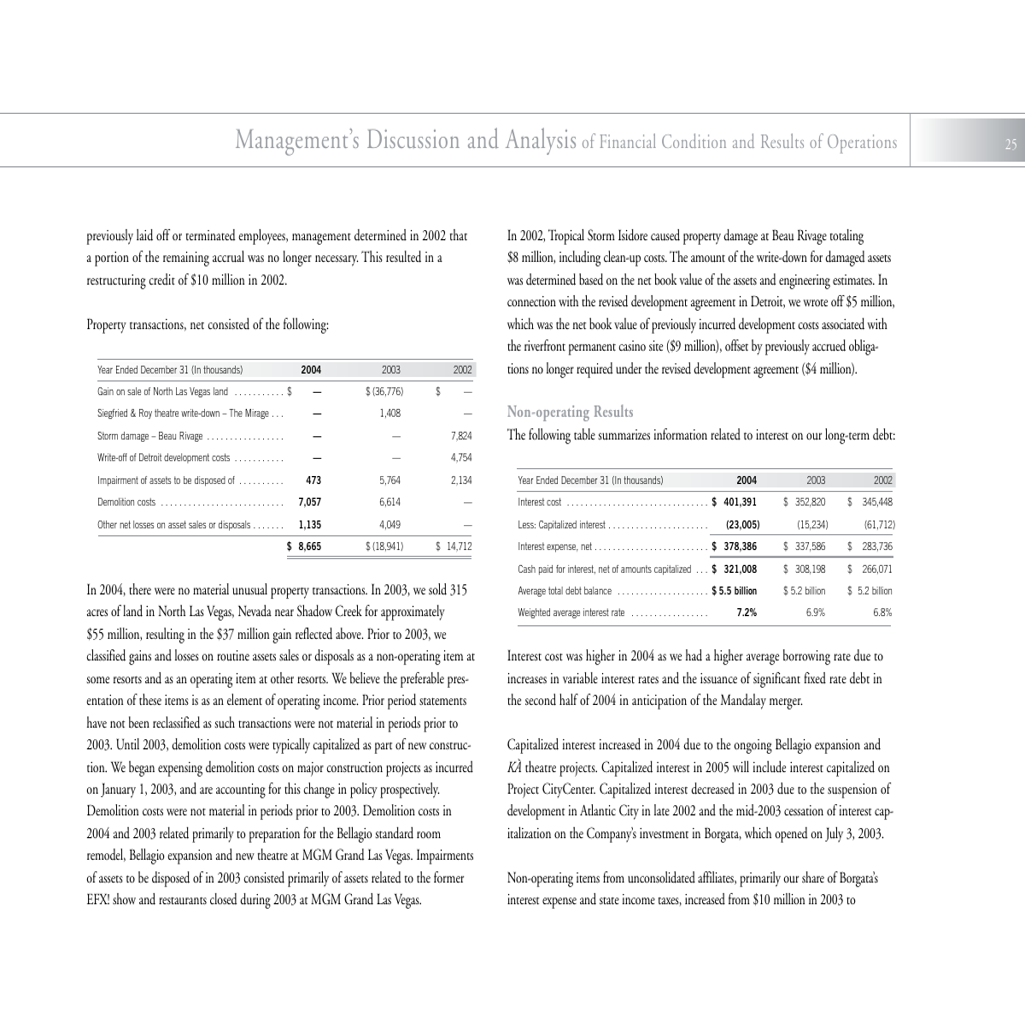 Management's Discussion and Analysis of Financial Condition and Results of Operations
25
previously laid off or terminated employees, management determined in 2002 that
a portion of the remaining accrual was no longer necessary. This resulted in a
restructuring credit of $10 million in 2002.
Property transactions, net consisted of the following:
Year Ended December 31 (In thousands) 2004 2003 2002
Gain on sale of North Las Vegas land . . . . . . . . . . . $ — $ (36,776) $ —
Siegfried & Roy theatre write-down – The Mirage . . . — 1,408 —
Storm damage – Beau Rivage . . . . . . . . . . . . . . . . . — — 7,824
Write-off of Detroit development costs . . . . . . . . . . . — — 4,754
Impairment of assets to be disposed of . . . . . . . . . . 473 5,764 2,134
Demolition costs . . . . . . . . . . . . . . . . . . . . . . . . . . . 7,057 6,614 —
Other net losses on asset sales or disposals . . . . . . . 1,135 4,049 —
$ 8,665 $ (18,941) $ 14,712
In 2004, there were no material unusual property transactions. In 2003, we sold 315
acres of land in North Las Vegas, Nevada near Shadow Creek for approximately
$55 million, resulting in the $37 million gain reflected above. Prior to 2003, we
classified gains and losses on routine assets sales or disposals as a non-operating item at
some resorts and as an operating item at other resorts. We believe the preferable pres-
entation of these items is as an element of operating income. Prior period statements
have not been reclassified as such transactions were not material in periods prior to
2003. Until 2003, demolition costs were typically capitalized as part of new construc-
tion. We began expensing demolition costs on major construction projects as incurred
on January 1, 2003, and are accounting for this change in policy prospectively.
Demolition costs were not material in periods prior to 2003. Demolition costs in
2004 and 2003 related primarily to preparation for the Bellagio standard room
remodel, Bellagio expansion and new theatre at MGM Grand Las Vegas. Impairments
of assets to be disposed of in 2003 consisted primarily of assets related to the former
EFX! show and restaurants closed during 2003 at MGM Grand Las Vegas.
In 2002, Tropical Storm Isidore caused property damage at Beau Rivage totaling
$8 million, including clean-up costs. The amount of the write-down for damaged assets
was determined based on the net book value of the assets and engineering estimates. In
connection with the revised development agreement in Detroit, we wrote off $5 million,
which was the net book value of previously incurred development costs associated with
the riverfront permanent casino site ($9 million), offset by previously accrued obliga-
tions no longer required under the revised development agreement ($4 million).
Non-operating Results
The following table summarizes information related to interest on our long-term debt:
Year Ended December 31 (In thousands) 2004 2003 2002
Interest cost . . . . . . . . . . . . . . . . . . . . . . . . . . . . . . . $ 401,391 $ 352,820 $ 345,448
Less: Capitalized interest . . . . . . . . . . . . . . . . . . . . . . (23,005) (15,234) (61,712)
Interest expense, net . . . . . . . . . . . . . . . . . . . . . . . . . $ 378,386 $ 337,586 $ 283,736
Cash paid for interest, net of amounts capitalized . . . $ 321,008 $ 308,198 $ 266,071
Average total debt balance . . . . . . . . . . . . . . . . . . . . $ 5.5 billion $ 5.2 billion $ 5.2 billion
Weighted average interest rate . . . . . . . . . . . . . . . . . 7.2% 6.9% 6.8%
Interest cost was higher in 2004 as we had a higher average borrowing rate due to
increases in variable interest rates and the issuance of significant fixed rate debt in
the second half of 2004 in anticipation of the Mandalay merger.
Capitalized interest increased in 2004 due to the ongoing Bellagio expansion and
KÀ theatre projects. Capitalized interest in 2005 will include interest capitalized on
Project CityCenter. Capitalized interest decreased in 2003 due to the suspension of
development in Atlantic City in late 2002 and the mid-2003 cessation of interest cap-
italization on the Company's investment in Borgata, which opened on July 3, 2003.
Non-operating items from unconsolidated affiliates, primarily our share of Borgata's
interest expense and state income taxes, increased from $10 million in 2003 to